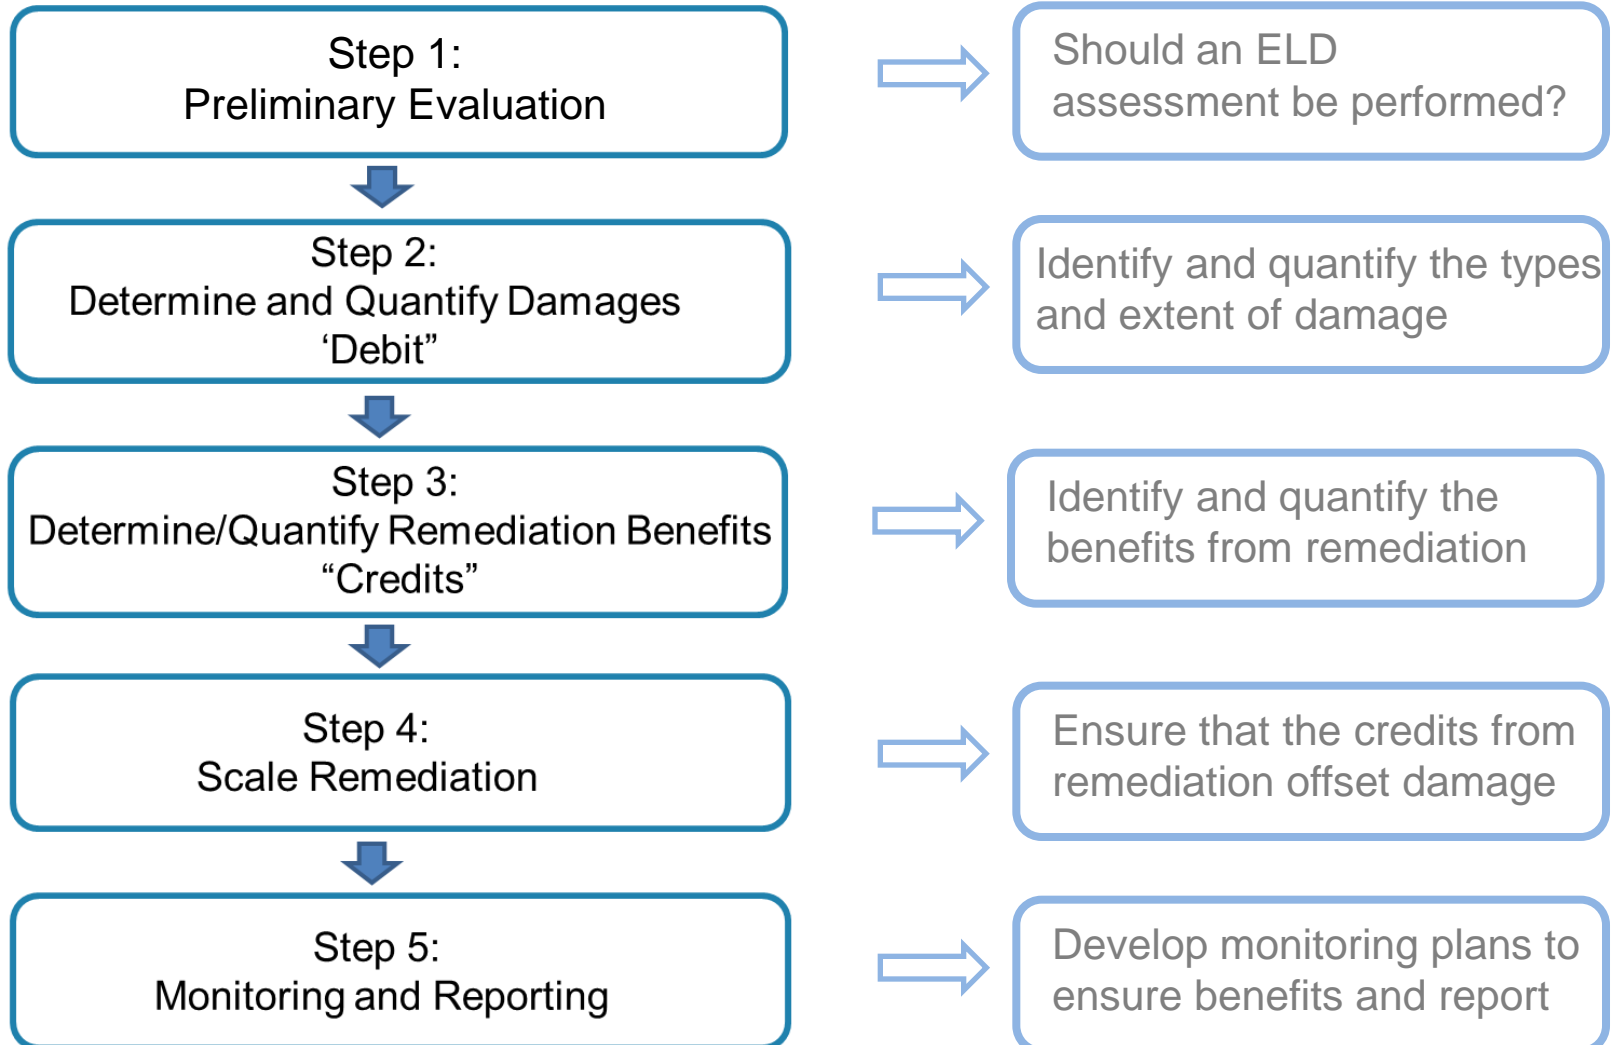 Step 1:
Preliminary Evaluation
Should an ELD
assessment be performed?
Step 2:
Determine and Quantify Damages
‘Debit”
Identify and quantify the types
and extent of damage
Step 3:
Determine/Quantify Remediation Benefits
“Credits”
Identify and quantify the
benefits from remediation
Step 4:
Scale Remediation
Ensure that the credits from
remediation offset damage
Step 5:
Monitoring and Reporting
Develop monitoring plans to
ensure benefits and report